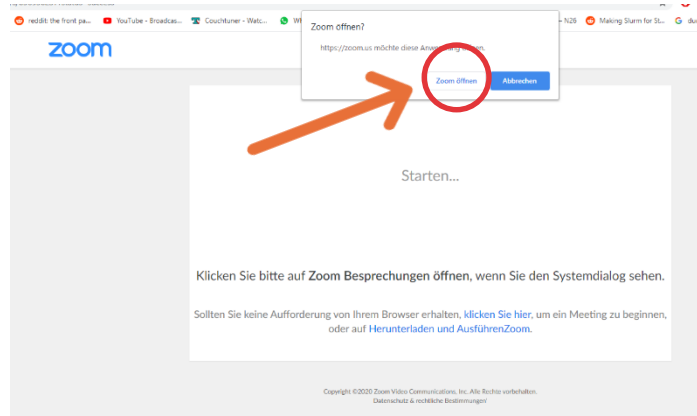 reddit: the front pa...
YouTube - Broadcas...
Couchtuner - Watc...
N26
Making Slurm for St...
zoom
Zoom öffnen?
https://zoom.us möchte diese
Zoom öffnen
Abbrechen
Starten...
Klicken Sie bitte auf Zoom Besprechungen öffnen, wenn Sie den Systemdialog sehen.
Sollten Sie keine Aufforderung von Ihrem Browser erhalten, klicken Sie hier, um ein Meeting zu beginnen,
oder auf Herunterladen und AusführenZoom.
Copyright ©2020 Zoom Video Communications, Inc. Alle Rechte vorbehalten.
Datenschutz & rechtliche Bestimmungen